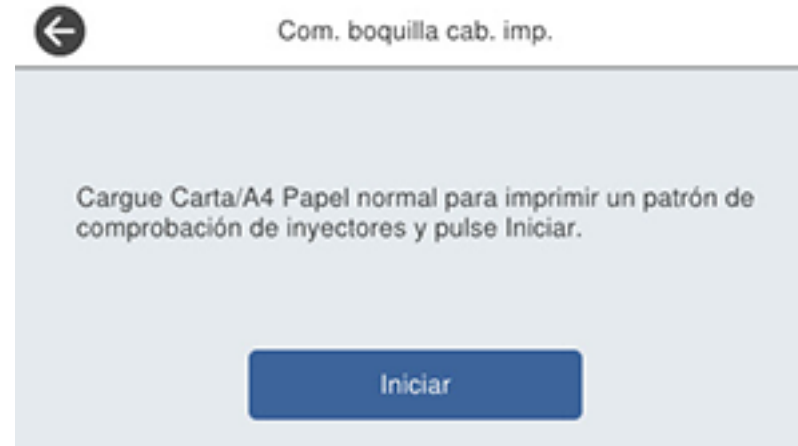 Com. boquilla cab. imp.
Cargue Carta/A4 Papel normal para imprimir un patrón de
comprobación de inyectores y pulse Iniciar.
Iniciar